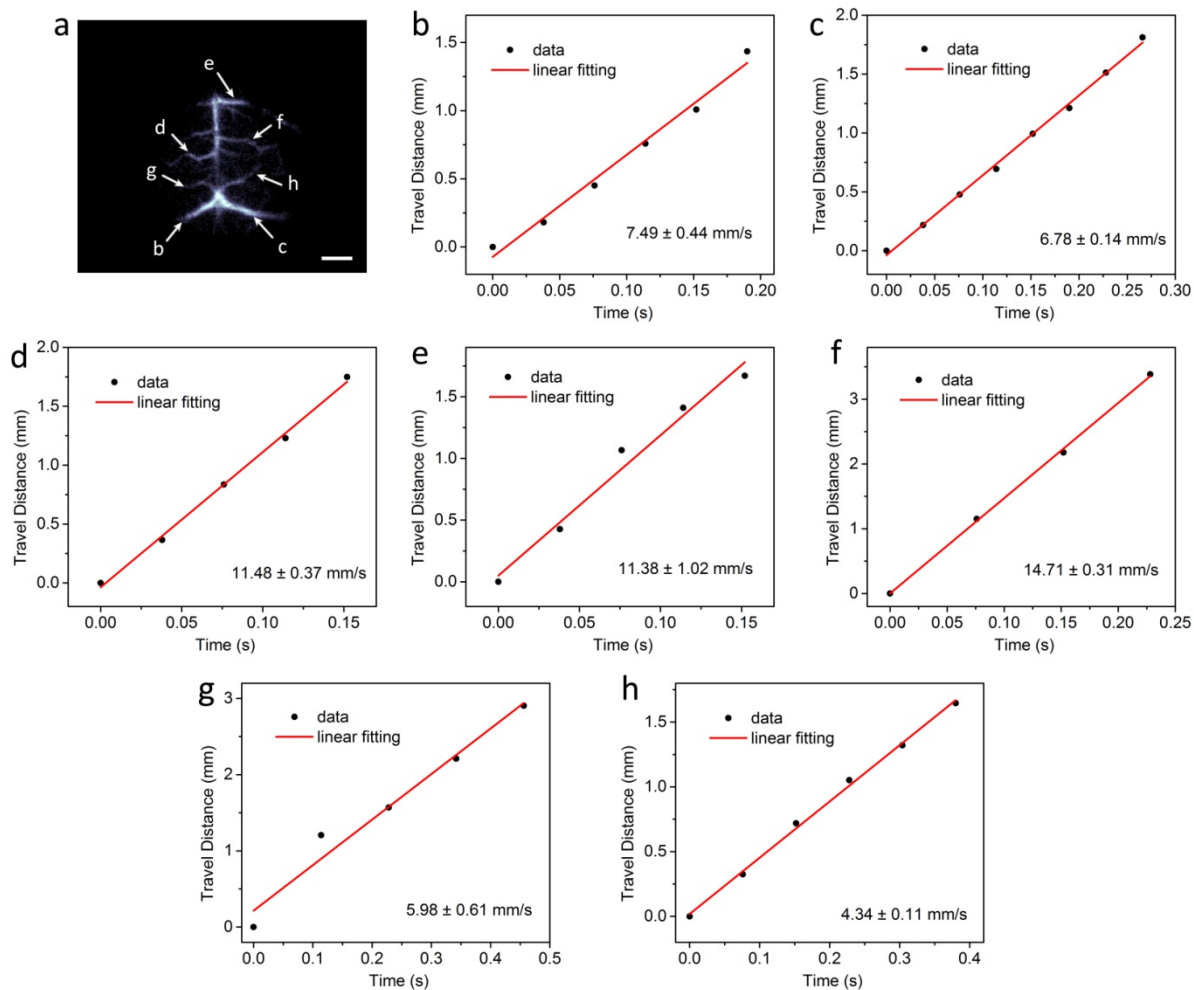 a
e
d
f
g
h
b
c
b
data
linear fitting
Travel Distance (mm)
1.5
1.0
0.5
0.0
7.49 ± 0.44 mm/s
0.00 0.05 0.10 0.15 0.20
Time (s)
c
data
linear fitting
Travel Distance (mm)
2.0
1.5
1.0
0.5
0.0
6.78 ± 0.14 mm/s
0.00 0.05 0.10 0.15 0.20 0.25 0.30
Time (s)
d
data
linear fitting
Travel Distance (mm)
2.0
1.5
1.0
0.5
0.0
11.48 ± 0.37 mm/s
0.00 0.05 0.10 0.15
Time (s)
e
data
linear fitting
Travel Distance (mm)
1.5
1.0
0.5
0.0
11.38 ± 1.02 mm/s
0.00 0.05 0.10 0.15
Time (s)
f
data
linear fitting
Travel Distance (mm)
3
2
1
0
14.71 ± 0.31 mm/s
0.00 0.05 0.10 0.15 0.20 0.25
Time (s)
g
data
linear fitting
Travel Distance (mm)
3
2
1
0
5.98 ± 0.61 mm/s
0.0 0.1 0.2 0.3 0.4 0.5
Time (s)
h
data
linear fitting
Travel Distance (mm)
1.5
1.0
0.5
0.0
4.34 ± 0.11 mm/s
0.0 0.1 0.2 0.3 0.4
Time (s)